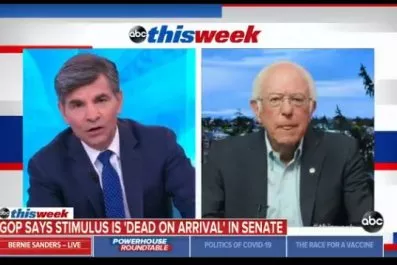 abc thisweek
abc thisweek
GOP SAYS STIMULUS IS 'DEAD ON ARRIVAL' IN SENATE
abc
BERNIE SANDERS – LIVE
POWERHOUSE
ROUNDTABLE
POLITICS OF COVID-19
THE RACE FOR A VACCINE